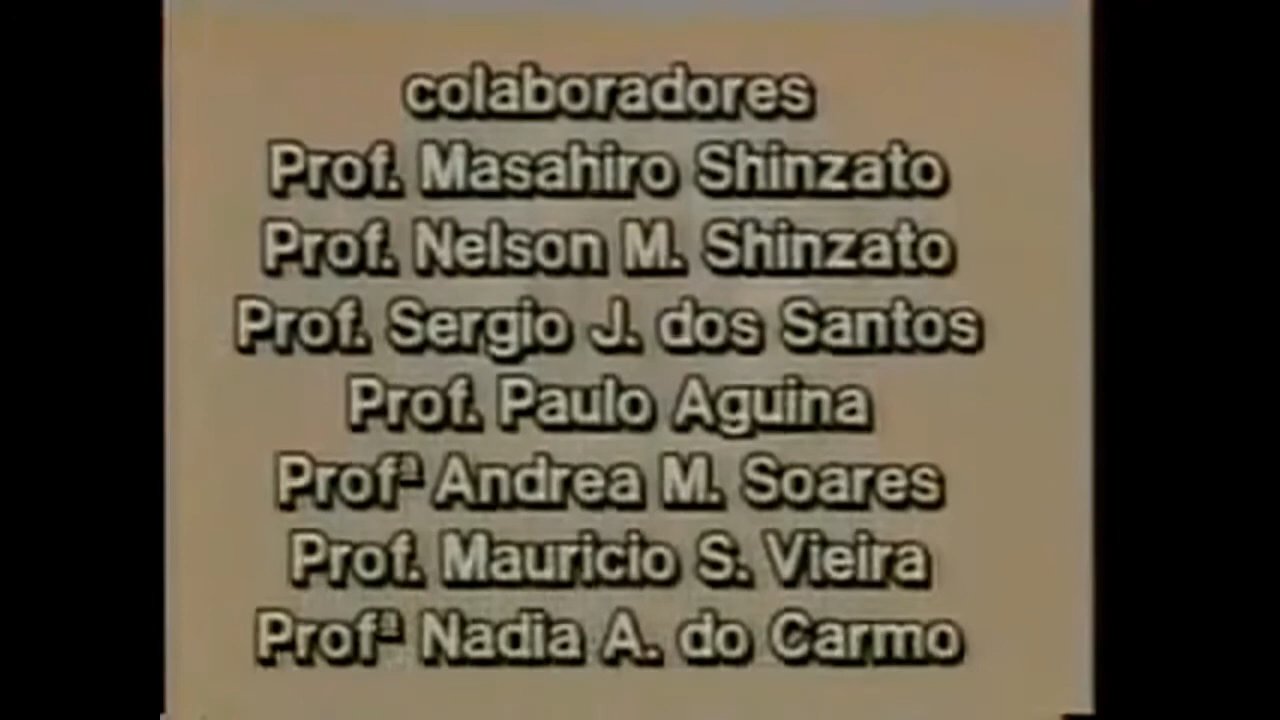 colaboradores
Prof. Masahiro Shinzato
Prof. Nelson M. Shinzato
Prof. Sergio J. dos Santos
Prof. Paulo Aguina
Profª Andrea M. Soares
Prof. Mauricio S. Vieira
Profª Nadia A. do Carmo